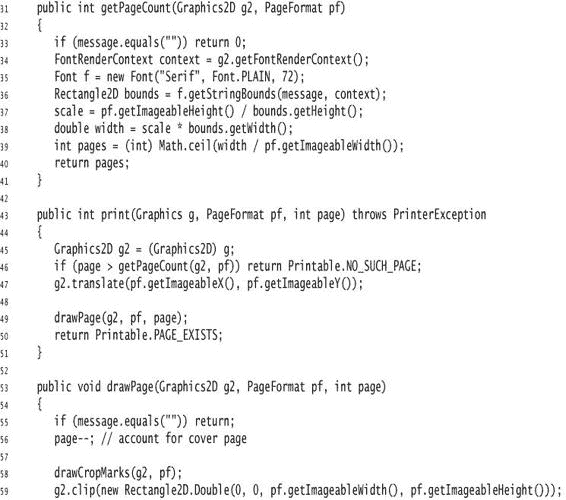 31 public int getPageCount(Graphics2D g2, PageFormat pf)
32 {
33 if (message.equals("")) return 0;
34 FontRenderContext context = g2.getFontRenderContext();
35 Font f = new Font("Serif", Font.PLAIN, 72);
36 Rectangle2D bounds = f.getStringBounds(message, context);
37 scale = pf.getImageableHeight() / bounds.getHeight();
38 double width = scale * bounds.getWidth();
39 int pages = (int) Math.ceil(width / pf.getImageableWidth());
40 return pages;
41 }
42
43 public int print(Graphics g, PageFormat pf, int page) throws PrinterException
44 {
45 Graphics2D g2 = (Graphics2D) g;
46 if (page > getPageCount(g2, pf)) return Printable.NO_SUCH_PAGE;
47 g2.translate(pf.getImageableX(), pf.getImageableY());
48
49 drawPage(g2, pf, page);
50 return Printable.PAGE_EXISTS;
51 }
52
53 public void drawPage(Graphics2D g2, PageFormat pf, int page)
54 {
55 if (message.equals("")) return;
56 page--; // account for cover page
57
58 drawCropMarks(g2, pf);
59 g2.clip(new Rectangle2D.Double(0, 0, pf.getImageableWidth(), pf.getImageableHeight()));